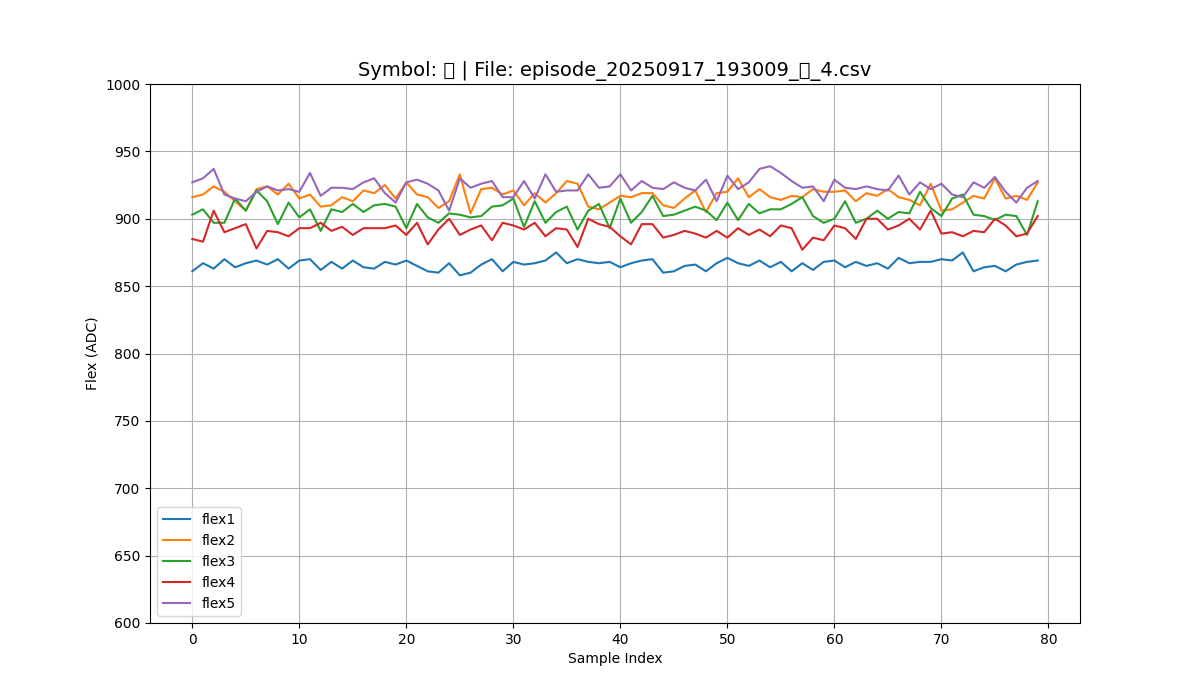 Symbol: | File: episode_20250917_193009_ _4.csv
1000
950
900
850
800
750
700
650
600
Flex (ADC)
flex1
flex2
flex3
flex4
flex5
0 10 20 30 40 50 60 70 80
Sample Index